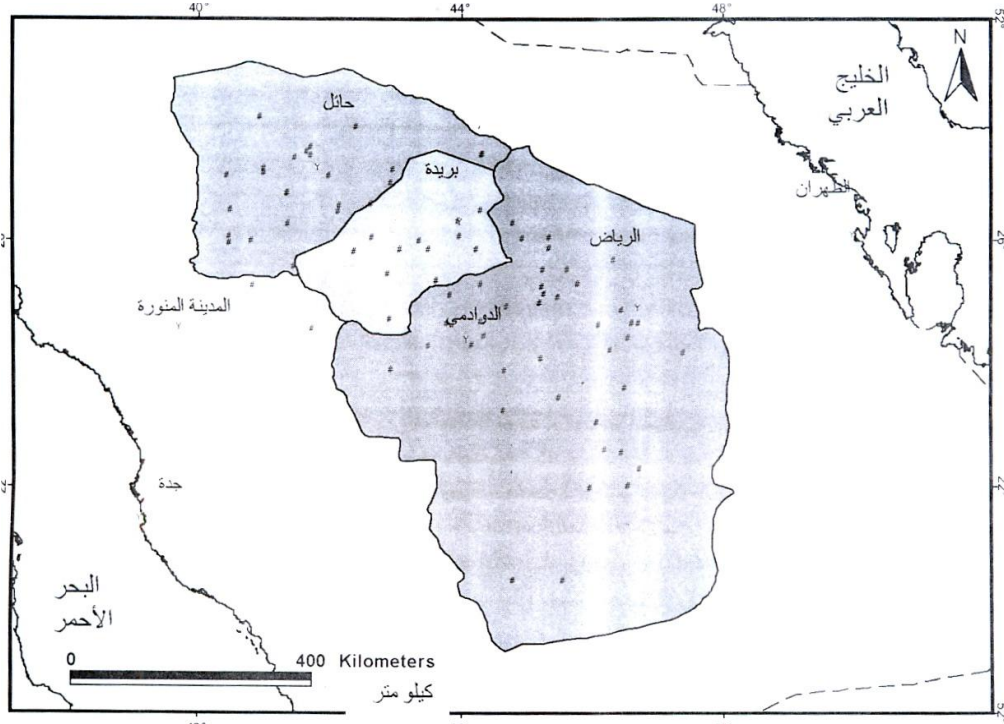 40° 44° 48°
N
الخليج
العربي
حائل
بريدة
الظهران
الرياض
المدينة المنورة
الدوادمي
جدة
البحر
الأحمر
0 400 Kilometers
كيلو متر